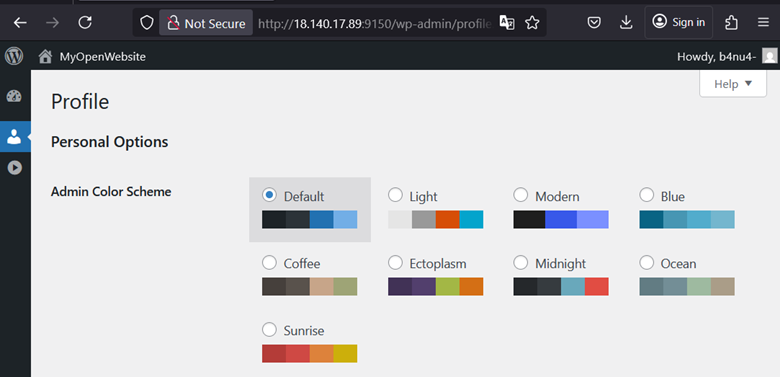 Not Secure http://18.140.17.89:9150/wp-admin/profile Sign in
MyOpenWebsite Howdy, b4nu4-
Help
Profile
Personal Options
Admin Color Scheme
Default Light Modern Blue
Coffee Ectoplasm Midnight Ocean
Sunrise